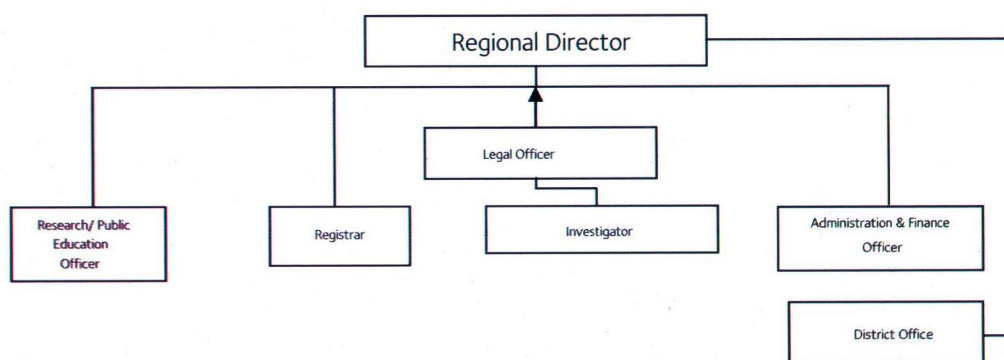 Regional Director
Legal Officer
Research/ Public
Education
Officer
Registrar
Investigator
Administration & Finance
Officer
District Office